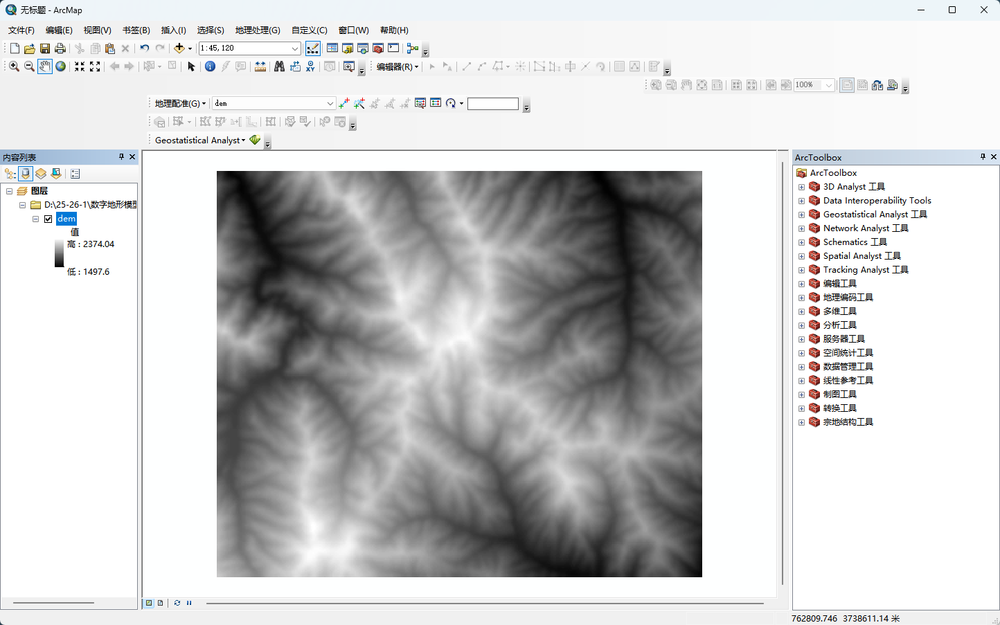 无标题 - ArcMap
文件(F) 编辑(E) 视图(V) 书签(B) 插入(I) 选择(S) 地理处理(G) 自定义(C) 窗口(W) 帮助(H)
1:45,120
编辑器(R)
100%
地理配准(G) dem
Geostatistical Analyst
内容列表
图层
D:\25-26-1\数字地形模型
dem
值
高 : 2374.04
低 : 1497.6
ArcToolbox
ArcToolbox
3D Analyst 工具
Data Interoperability Tools
Geostatistical Analyst 工具
Network Analyst 工具
Schematics 工具
Spatial Analyst 工具
Tracking Analyst 工具
编辑工具
地理编码工具
多维工具
分析工具
服务器工具
空间统计工具
数据管理工具
线性参考工具
制图工具
转换工具
宗地结构工具
762809.746 3738611.14 米